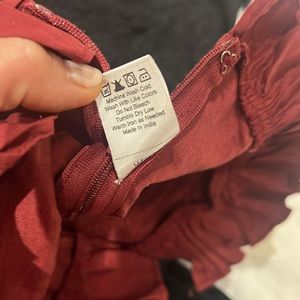 Machine Wash Cold
Wash With Like Colors
Do Not Bleach
Tumble Dry Low
Warm Iron as Needed
Made in India